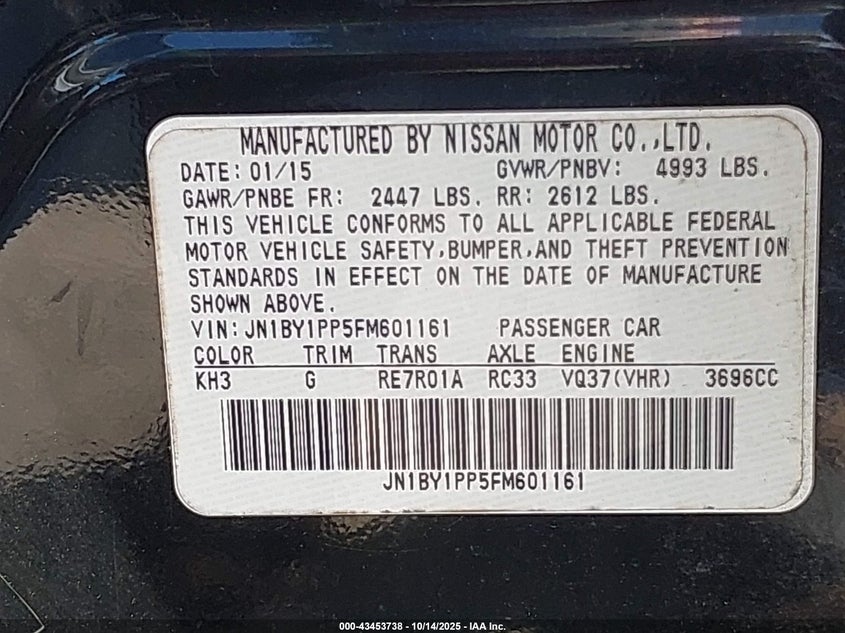 MANUFACTURED BY NISSAN MOTOR CO.,LTD.
DATE: 01/15 GVWR/PNBV: 4993 LBS.
GAWR/PNBE FR: 2447 LBS. RR: 2612 LBS.
THIS VEHICLE CONFORMS TO ALL APPLICABLE FEDERAL
MOTOR VEHICLE SAFETY,BUMPER,AND THEFT PREVENTION
STANDARDS IN EFFECT ON THE DATE OF MANUFACTURE
SHOWN ABOVE.
VIN:JN1BY1PP5FM601161 PASSENGER CAR
COLOR TRIM TRANS AXLE ENGINE
KH3 G RE7R01A RC33 VQ37(VHR) 3696CC
JN1BY1PP5FM601161
000-43453738 - 10/14/2025 - IAA Inc.